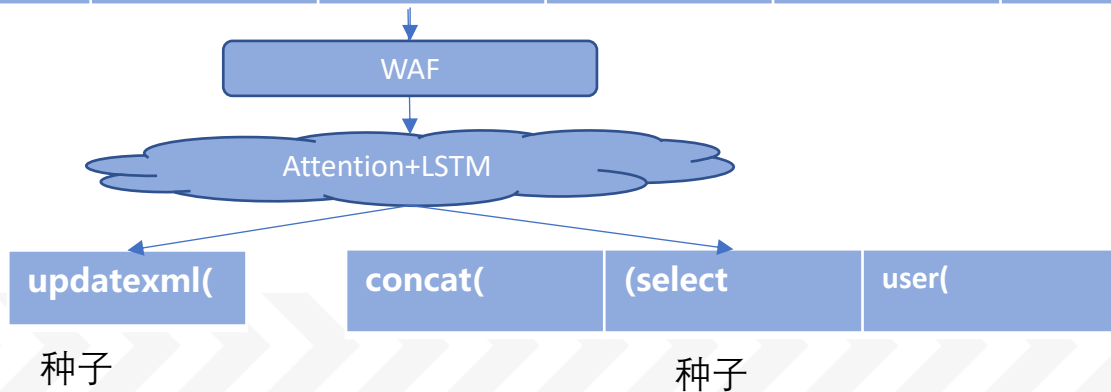 WAF
Attention+LSTM
updatexml( concat( (select user(
种子 种子